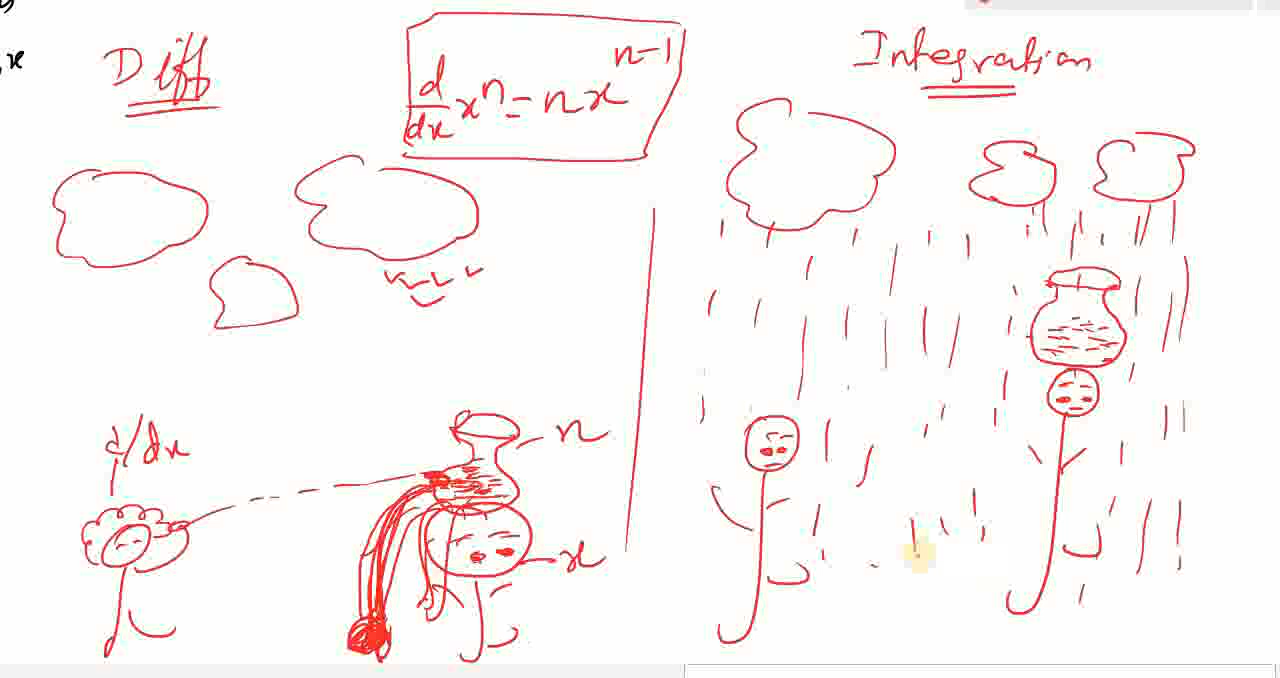 x
Diff
d/dx x^n = nx^{n-1}
Integration
d/dx
n
x